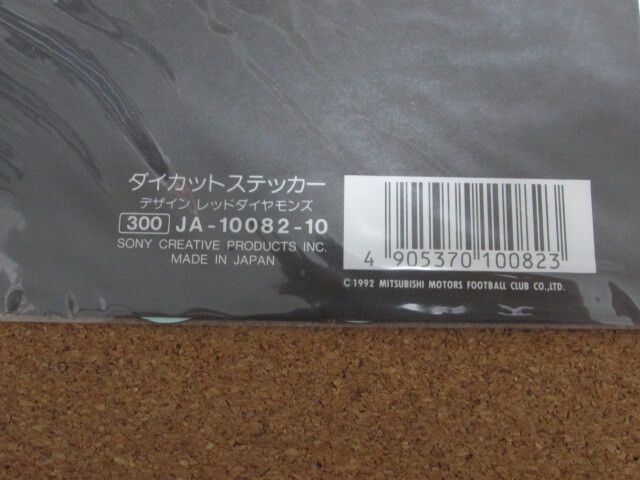 ダイカットステッカー
デザイン レッドダイヤモンズ
300 JA-10082-10
SONY CREATIVE PRODUCTS INC.
MADE IN JAPAN
4 905370 100823
©1992 MITSUBISHI MOTORS FOOTBALL CLUB CO.,LTD.